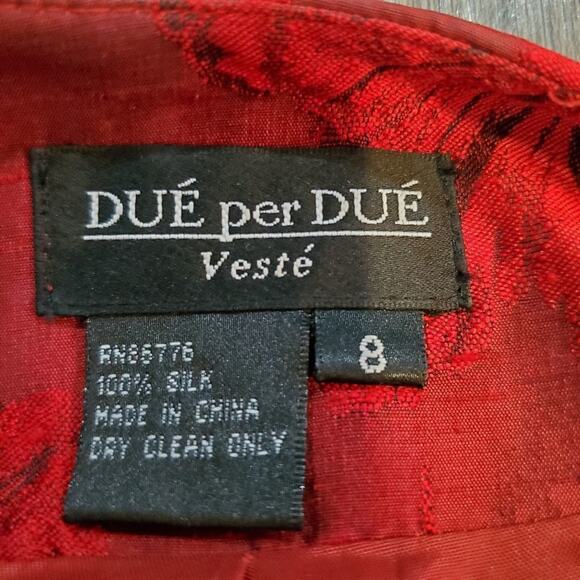 DUÉ per DUÉ
Vesté
8
RN86776
100% SILK
MADE IN CHINA
DRY CLEAN ONLY